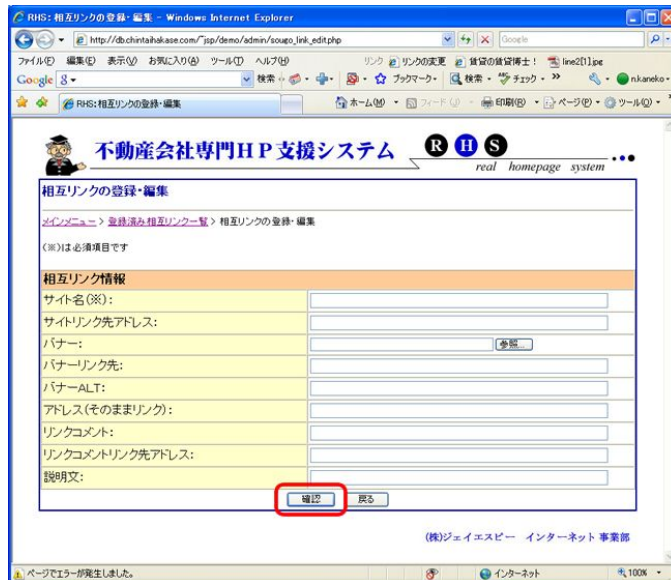 RHS:相互リンクの登録・編集 - Windows Internet Explorer
http://db.chintaihakase.com/~jsp/demo/admin/sougo_link_edit.php
Google
ファイル(F) 編集(E) 表示(V) お気に入り(A) ツール(T) ヘルプ(H) リンク リンクの変更 賃貸の賃貸博士! line2[1].jpe
Google 検索 ブックマーク 検索 チェック n.kaneko
RHS:相互リンクの登録・編集 ホーム(M) フィード(J) 印刷(R) ページ(P) ツール(O)
不動産会社専門HP支援システム RHS
real homepage system
相互リンクの登録・編集
メインメニュー > 登録済み相互リンク一覧 > 相互リンクの登録・編集
(※)は必須項目です
相互リンク情報
サイト名(※):
サイトリンク先アドレス:
バナー: 参照...
バナーリンク先:
バナーALT:
アドレス(そのままリンク):
リンクコメント:
リンクコメントリンク先アドレス:
説明文:
確認 戻る
(株)ジェイエスピー インターネット 事業部
ページでエラーが発生しました。 インターネット 100%